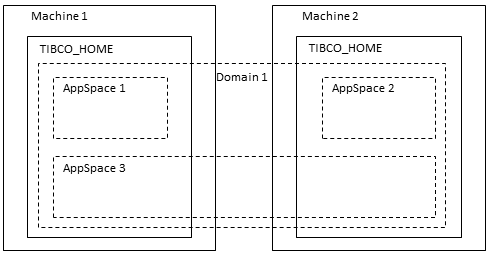 Machine 1
Machine 2
TIBCO_HOME
TIBCO_HOME
Domain 1
AppSpace 1
AppSpace 2
AppSpace 3